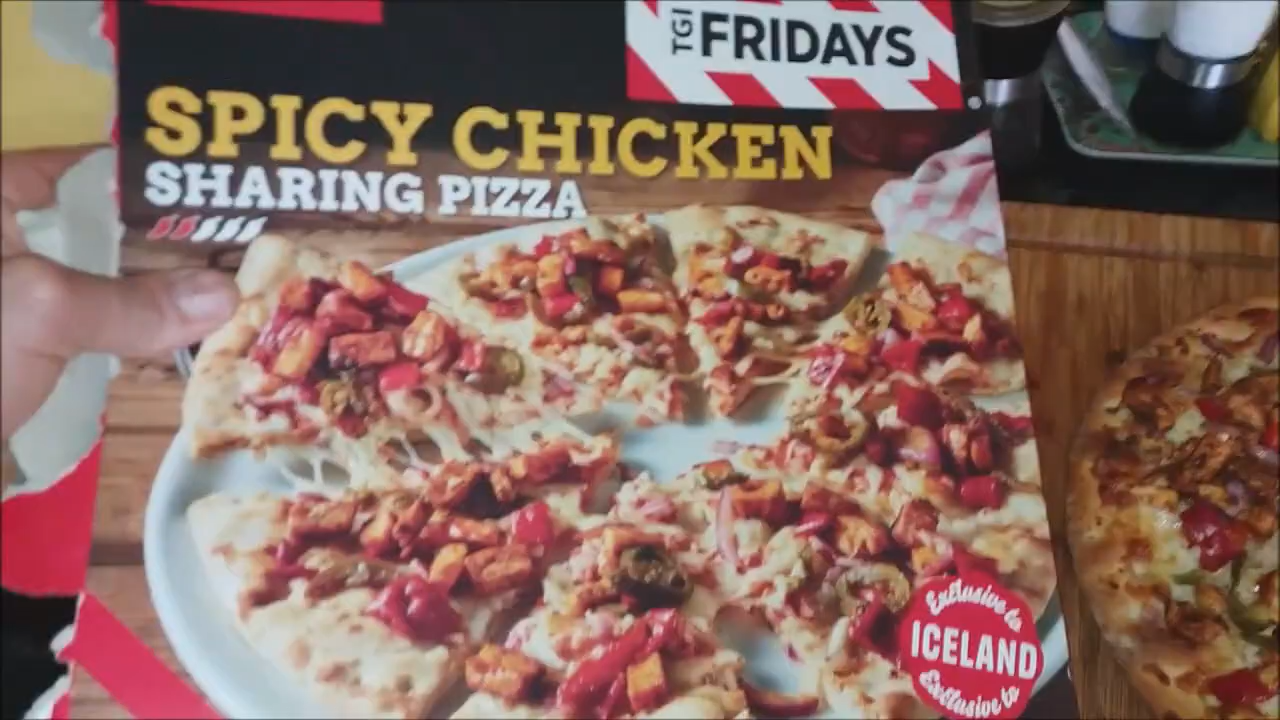 TGI FRIDAYS
SPICY CHICKEN
SHARING PIZZA
Exclusive to
ICELAND
Exclusive to